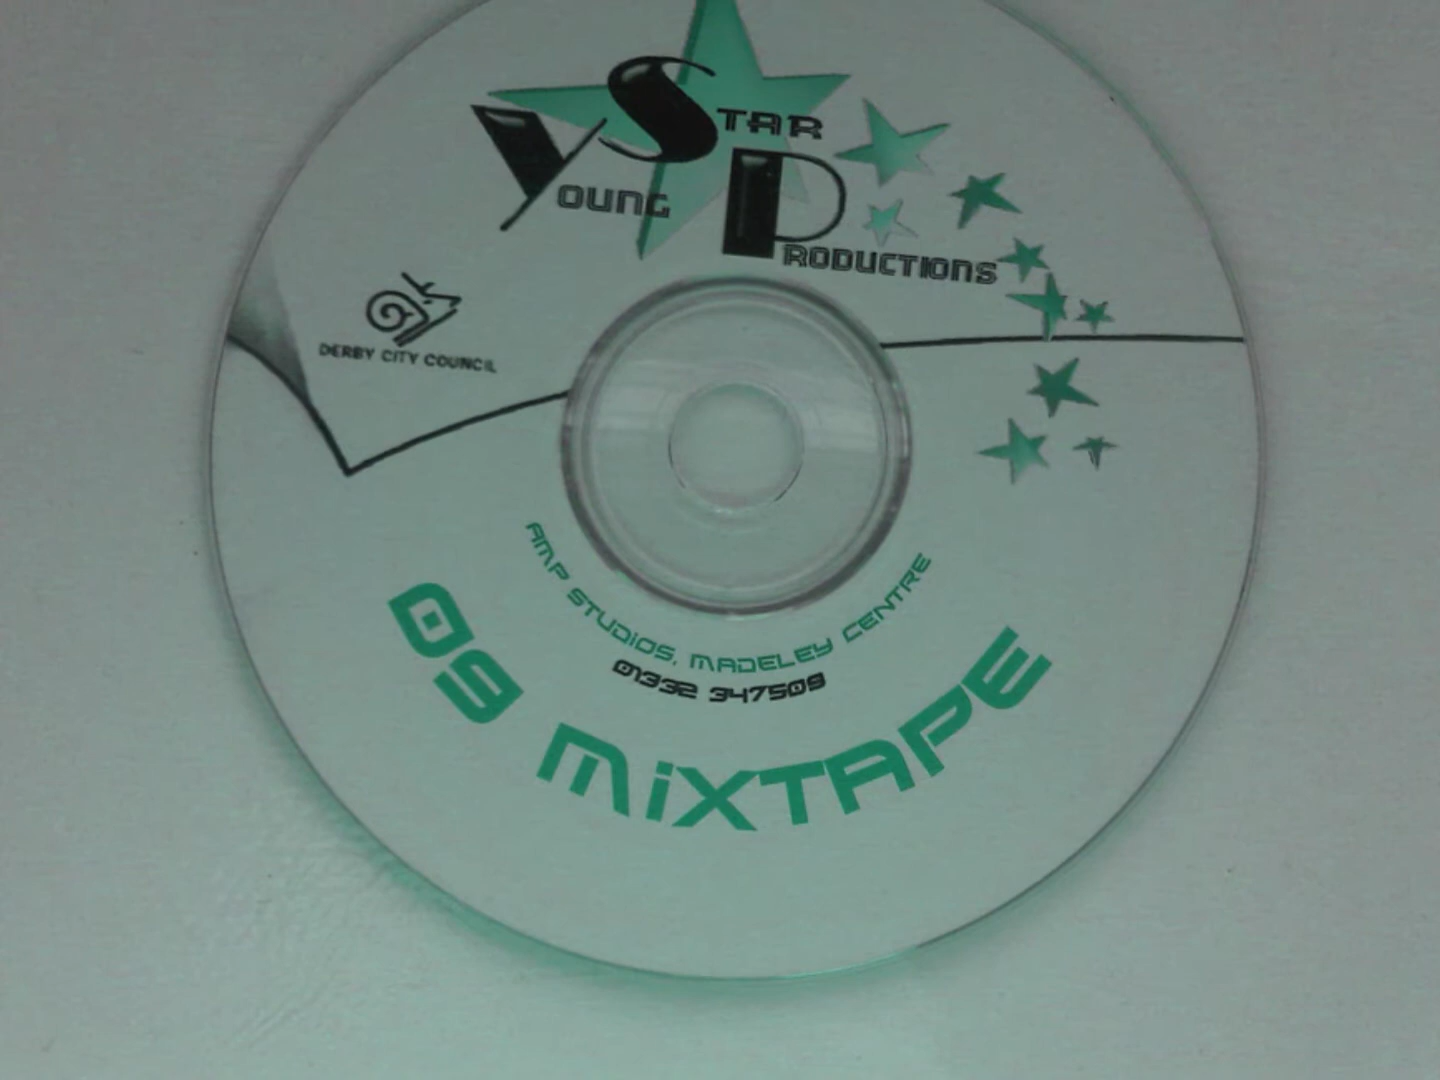 Young Star Productions
DERBY CITY COUNCIL
AMP STUDIOS, MADELEY CENTRE
01332 347509
09 MiXTAPE